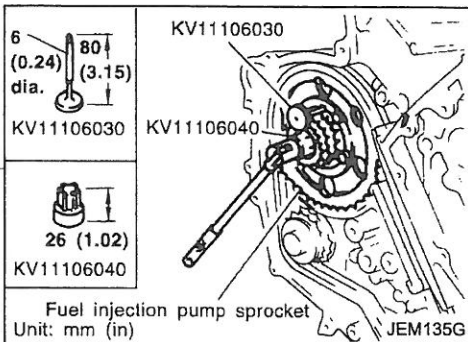 6
(0.24)
dia.
80
(3.15)
KV11106030
26 (1.02)
KV11106040
KV11106030
KV11106040
Fuel injection pump sprocket
Unit: mm (in)
JEM135G